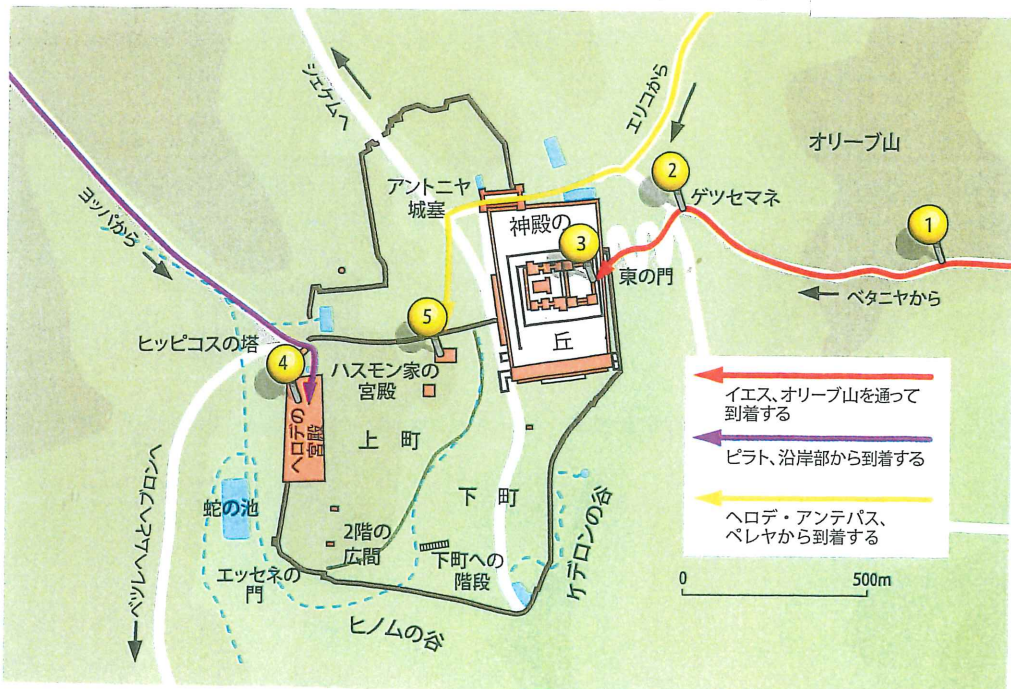 シェケムへ
エリコから
オリーブ山
2
ゲツセマネ
1
アントニヤ
城塞
神殿の
3
東の門
ベタニヤから
ヨッパから
丘
ヒッピコスの塔
5
4
ハスモン家の
宮殿
ヘロデの
宮殿
上町
下町
蛇の池
2階の
広間
下町への
階段
エッセネの
門
ケデロンの谷
ヒノムの谷
ベツレヘムとヘブロンへ
イエス、オリーブ山を通って
到着する
ピラト、沿岸部から到着する
ヘロデ・アンテパス、
ペレヤから到着する
0 500m